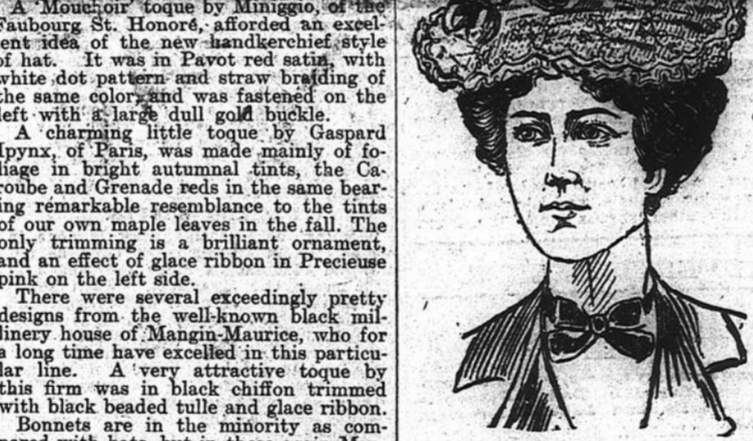 A 'Mouchoir' toque by Miniggio, of the
Faubourg St. Honoré, afforded an excel-
ent idea of the new handkerchief style
of hat. It was in Pavot red satin, with
white dot pattern and straw braiding of
the same color, and was fastened on the
left with a large dull gold buckle.
A charming little toque by Gaspard
Ipynx, of Paris, was made mainly of fo-
liage in bright autumnal tints, the Ca-
roube and Grenade reds in the same bear-
ing remarkable resemblance to the tints
of our own maple leaves in the fall. The
only trimming is a brilliant ornament,
and an effect of glace ribbon in Precieuse
pink on the left side.
There were several exceedingly pretty
designs from the well-known black mil-
linery house of Mangin-Maurice, who for
a long time have excelled in this particu-
lar line. A very attractive toque by
this firm was in black chiffon trimmed
with black beaded tulle and glace ribbon.
Bonnets are in the minority as com-